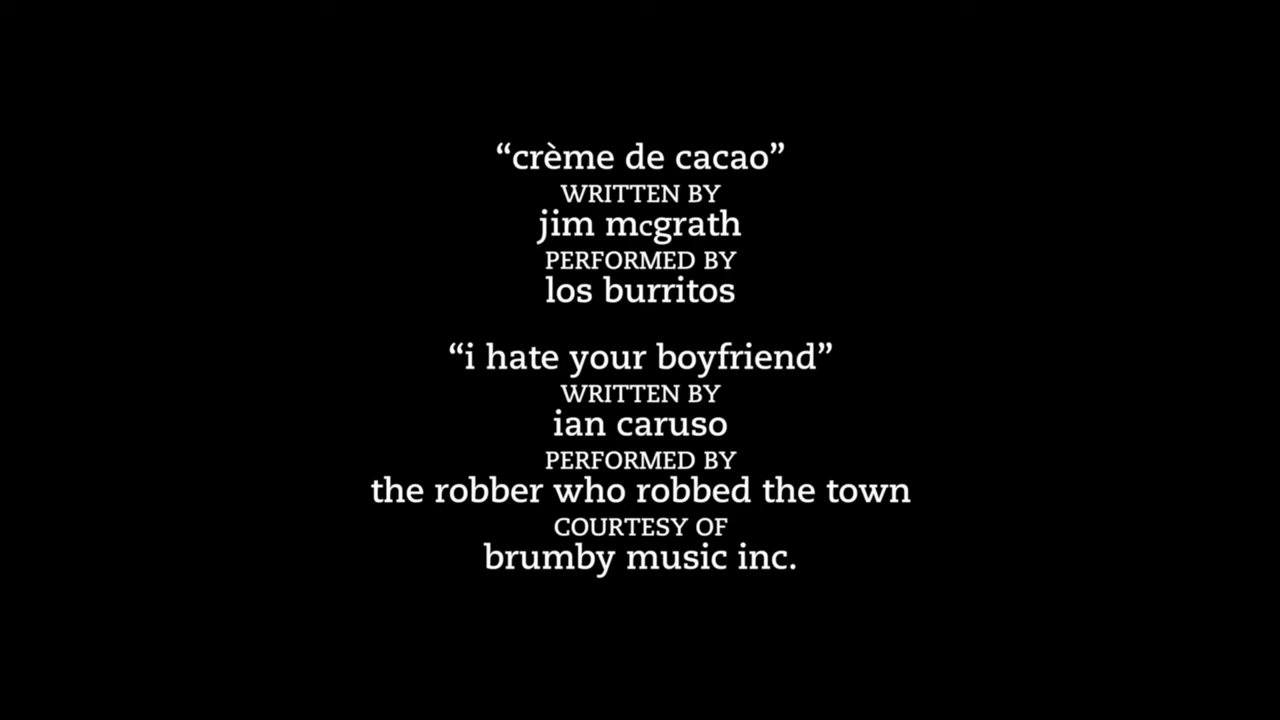 “crème de cacao”
WRITTEN BY
jim mcgrath
PERFORMED BY
los burritos
“i hate your boyfriend”
WRITTEN BY
ian caruso
PERFORMED BY
the robber who robbed the town
COURTESY OF
brumby music inc.